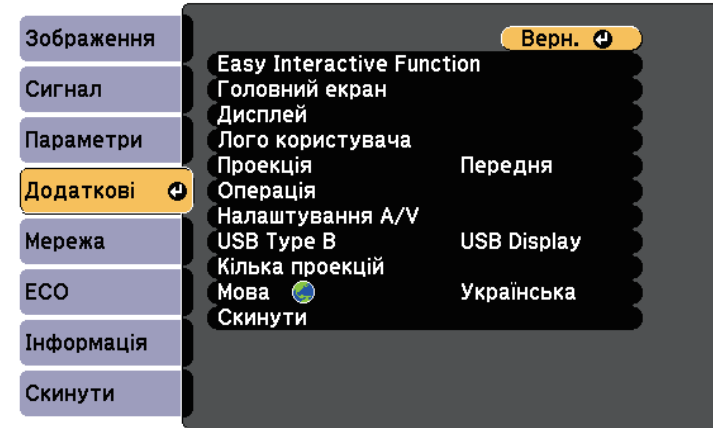 Зображення
Сигнал
Параметри
Додаткові
Мережа
ECO
Інформація
Скинути
Верн.
Easy Interactive Function
Головний екран
Дисплей
Лого користувача
Проекція Передня
Операція
Налаштування A/V
USB Type B USB Display
Кілька проекцій
Мова Українська
Скинути